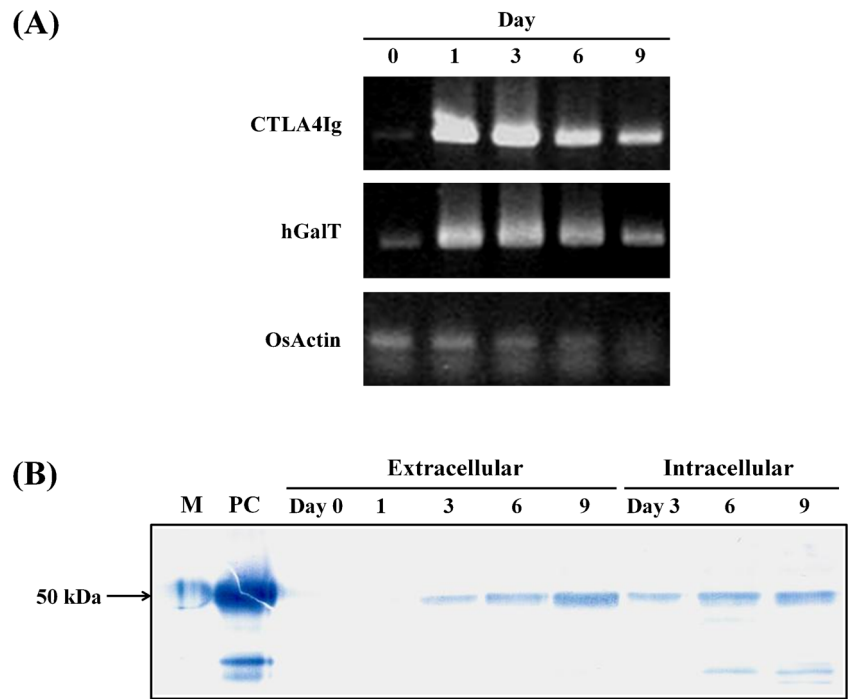 (A)
Day
0 1 3 6 9
CTLA4Ig
hGalT
OsActin
(B)
Extracellular Intracellular
M PC Day 0 1 3 6 9 Day 3 6 9
50 kDa